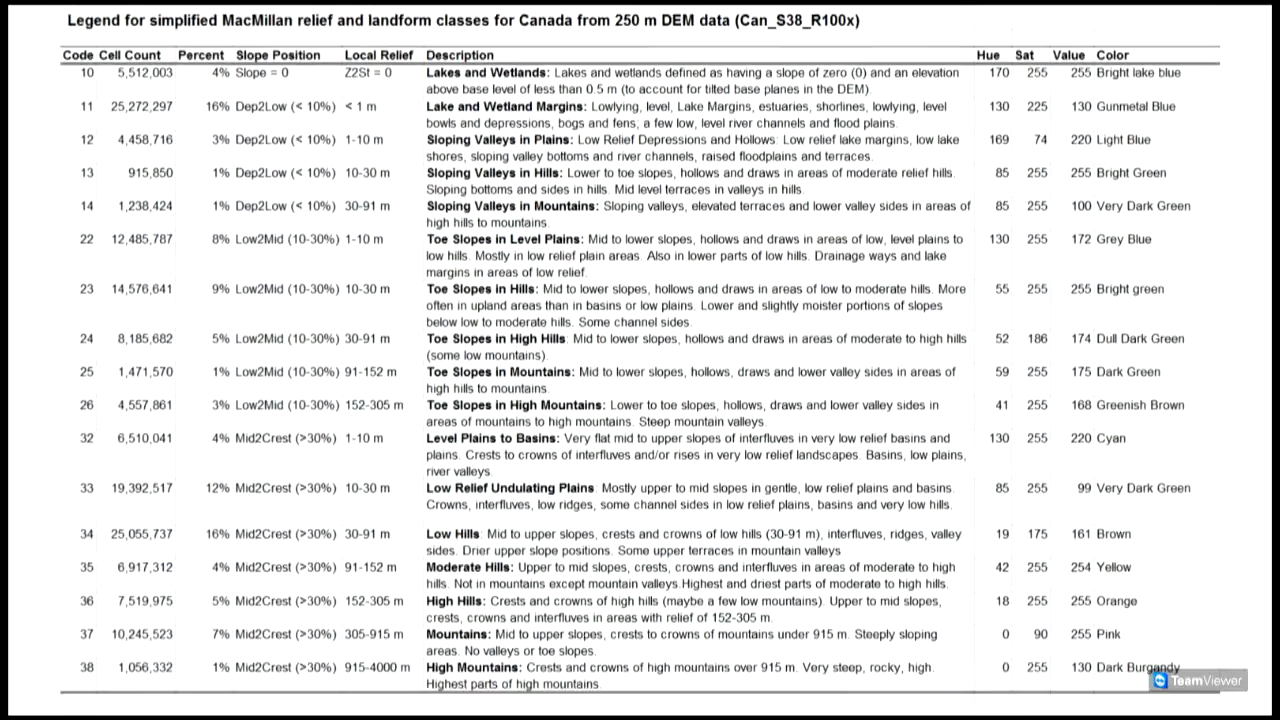 Legend for simplified MacMillan relief and landform classes for Canada from 250 m DEM data (Can_S38_R100x)
Code Cell Count Percent Slope Position Local Relief Description Hue Sat Value Color
10 5,512,003 4% Slope = 0 Z2St = 0 Lakes and Wetlands: Lakes and wetlands defined as having a slope of zero (0) and an elevation 170 255 255 Bright lake blue
above base level of less than 0.5 m (to account for tilted base planes in the DEM).
11 25,272,297 16% Dep2Low (< 10%) < 1 m Lake and Wetland Margins: Lowlying, level, Lake Margins, estuaries, shorlines, lowlying, level 130 225 130 Gunmetal Blue
bowls and depressions, bogs and fens, a few low, level river channels and flood plains.
12 4,458,716 3% Dep2Low (< 10%) 1-10 m Sloping Valleys in Plains: Low Relief Depressions and Hollows: Low relief lake margins, low lake 169 74 220 Light Blue
shores, sloping valley bottoms and river channels, raised floodplains and terraces.
13 915,850 1% Dep2Low (< 10%) 10-30 m Sloping Valleys in Hills: Lower to toe slopes, hollows and draws in areas of moderate relief hills. 85 255 255 Bright Green
Sloping bottoms and sides in hills. Mid level terraces in valleys in hills.
14 1,238,424 1% Dep2Low (< 10%) 30-91 m Sloping Valleys in Mountains: Sloping valleys, elevated terraces and lower valley sides in areas of 85 255 100 Very Dark Green
high hills to mountains.
22 12,485,787 8% Low2Mid (10-30%) 1-10 m Toe Slopes in Level Plains: Mid to lower slopes, hollows and draws in areas of low, level plains to 130 255 172 Grey Blue
low hills. Mostly in low relief plain areas. Also in lower parts of low hills. Drainage ways and lake
margins in areas of low relief.
23 14,576,641 9% Low2Mid (10-30%) 10-30 m Toe Slopes in Hills: Mid to lower slopes, hollows and draws in areas of low to moderate hills. More 55 255 255 Bright green
often in upland areas than in basins or low plains. Lower and slightly moister portions of slopes
below low to moderate hills. Some channel sides.
24 8,185,682 5% Low2Mid (10-30%) 30-91 m Toe Slopes in High Hills: Mid to lower slopes, hollows and draws in areas of moderate to high hills 52 186 174 Dull Dark Green
(some low mountains).
25 1,471,570 1% Low2Mid (10-30%) 91-152 m Toe Slopes in Mountains: Mid to lower slopes, hollows, draws and lower valley sides in areas of 59 255 175 Dark Green
high hills to mountains.
26 4,557,861 3% Low2Mid (10-30%) 152-305 m Toe Slopes in High Mountains: Lower to toe slopes, hollows, draws and lower valley sides in 41 255 168 Greenish Brown
areas of mountains to high mountains. Steep mountain valleys.
32 6,510,041 4% Mid2Crest (>30%) 1-10 m Level Plains to Basins: Very flat mid to upper slopes of interfluves in very low relief basins and 130 255 220 Cyan
plains. Crests to crowns of interfluves and/or rises in very low relief landscapes. Basins, low plains,
river valleys.
33 19,392,517 12% Mid2Crest (>30%) 10-30 m Low Relief Undulating Plains. Mostly upper to mid slopes in gentle, low relief plains and basins. 85 255 99 Very Dark Green
Crowns, interfluves, low ridges, some channel sides in low relief plains, basins and very low hills.
34 25,055,737 16% Mid2Crest (>30%) 30-91 m Low Hills: Mid to upper slopes, crests and crowns of low hills (30-91 m), interfluves, ridges, valley 19 175 161 Brown
sides. Drier upper slope positions. Some upper terraces in mountain valleys
35 6,917,312 4% Mid2Crest (>30%) 91-152 m Moderate Hills: Upper to mid slopes, crests, crowns and interfluves in areas of moderate to high 42 255 254 Yellow
hills. Not in mountains except mountain valleys.Highest and driest parts of moderate to high hills.
36 7,519,975 5% Mid2Crest (>30%) 152-305 m High Hills: Crests and crowns of high hills (maybe a few low mountains). Upper to mid slopes, 18 255 255 Orange
crests, crowns and interfluves in areas with relief of 152-305 m.
37 10,245,523 7% Mid2Crest (>30%) 305-915 m Mountains: Mid to upper slopes, crests to crowns of mountains under 915 m. Steeply sloping 0 90 255 Pink
areas. No valleys or toe slopes.
38 1,056,332 1% Mid2Crest (>30%) 915-4000 m High Mountains: Crests and crowns of high mountains over 915 m. Very steep, rocky, high. 0 255 130 Dark Burgandy
Highest parts of high mountains
TeamViewer